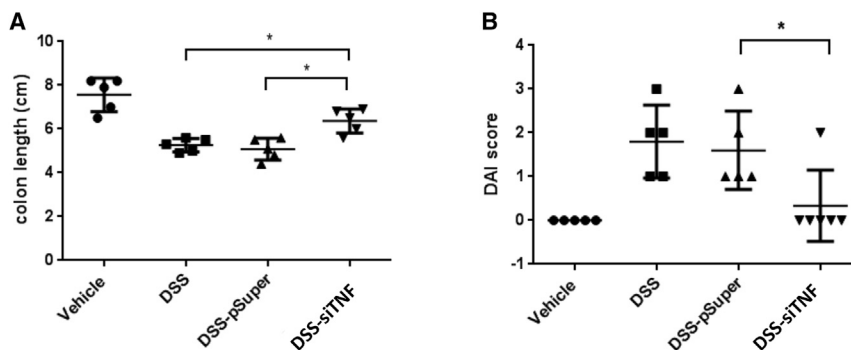 A
colon length (cm)
10
8
6
4
2
0
*
*
Vehicle
DSS
DSS-pSuper
DSS-siTNF
B
DAI score
4
3
2
1
0
-1
*
Vehicle
DSS
DSS-pSuper
DSS-siTNF